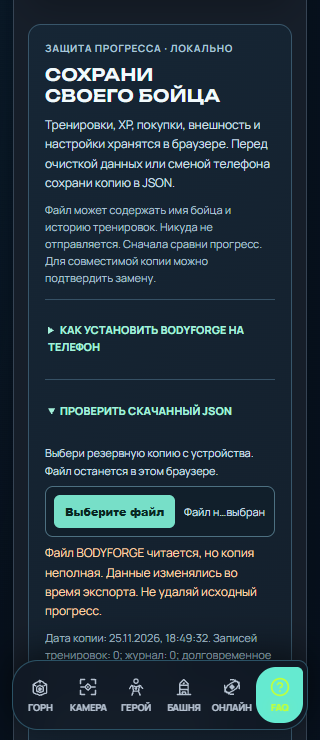 ЗАЩИТА ПРОГРЕССА · ЛОКАЛЬНО
СОХРАНИ
СВОЕГО БОЙЦА
Тренировки, XP, покупки, внешность и
настройки хранятся в браузере. Перед
очисткой данных или сменой телефона
сохрани копию в JSON.
Файл может содержать имя бойца и
историю тренировок. Никуда не
отправляется. Сначала сравни прогресс.
Для совместимой копии можно
подтвердить замену.
▶ КАК УСТАНОВИТЬ BODYFORGE НА
ТЕЛЕФОН
▼ ПРОВЕРИТЬ СКАЧАННЫЙ JSON
Выбери резервную копию с устройства.
Файл останется в этом браузере.
Выберите файл Файл н...выбран
Файл BODYFORGE читается, но копия
неполная. Данные изменялись во
время экспорта. Не удаляй исходный
прогресс.
Дата копии: 25.11.2026, 18:49:32. Записей
тренировок: 0; журнал: 0; долговременное
ГОРН КАМЕРА ГЕРОЙ БАШНЯ ОНЛАЙН FAQ